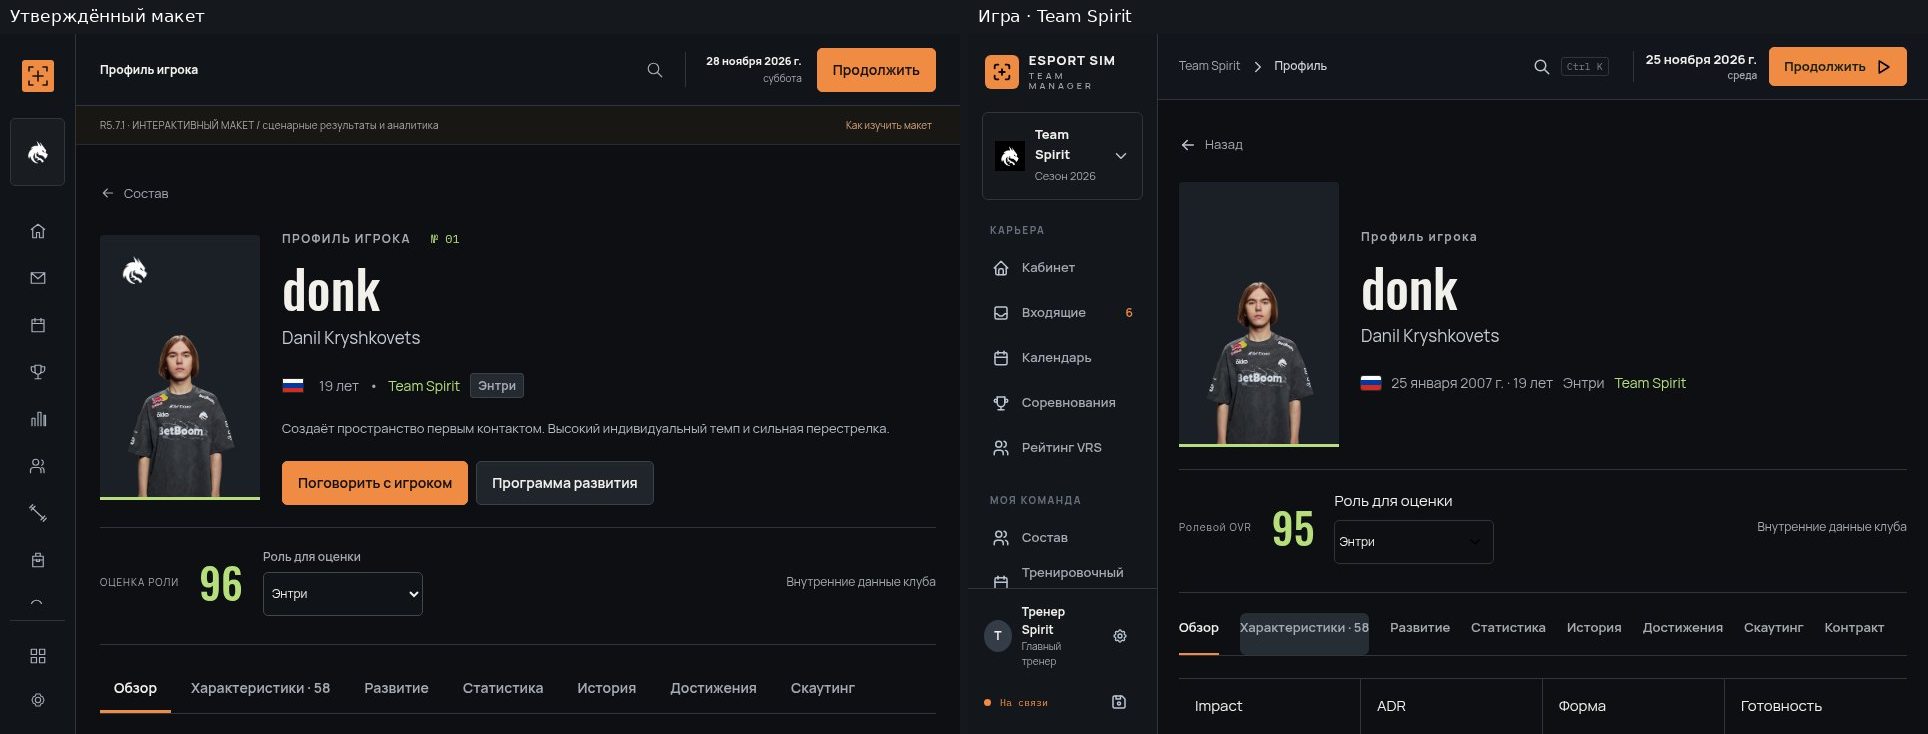 Утверждённый макет
Профиль игрока
28 ноября 2026 г.
суббота
Продолжить
R5.7.1 · ИНТЕРАКТИВНЫЙ МАКЕТ / сценарные результаты и аналитика
Как изучить макет
Состав
ПРОФИЛЬ ИГРОКА № 01
donk
Danil Kryshkovets
19 лет • Team Spirit Энтри
Создаёт пространство первым контактом. Высокий индивидуальный темп и сильная перестрелка.
Поговорить с игроком
Программа развития
BetBoom
ОЦЕНКА РОЛИ
96
Роль для оценки
Энтри
Внутренние данные клуба
Обзор
Характеристики · 58
Развитие
Статистика
История
Достижения
Скаутинг
Игра · Team Spirit
ESPORT SIM
TEAM
MANAGER
Team
Spirit
Сезон 2026
КАРЬЕРА
Кабинет
Входящие 6
Календарь
Соревнования
Рейтинг VRS
МОЯ КОМАНДА
Состав
Тренировочный
T
Тренер
Spirit
Главный
тренер
На связи
Team Spirit
Профиль
Ctrl K
25 ноября 2026 г.
среда
Продолжить
Назад
Профиль игрока
donk
Danil Kryshkovets
25 января 2007 г. · 19 лет Энтри Team Spirit
BetBoom
Ролевой OVR
95
Роль для оценки
Энтри
Внутренние данные клуба
Обзор
Характеристики · 58
Развитие
Статистика
История
Достижения
Скаутинг
Контракт
Impact
ADR
Форма
Готовность